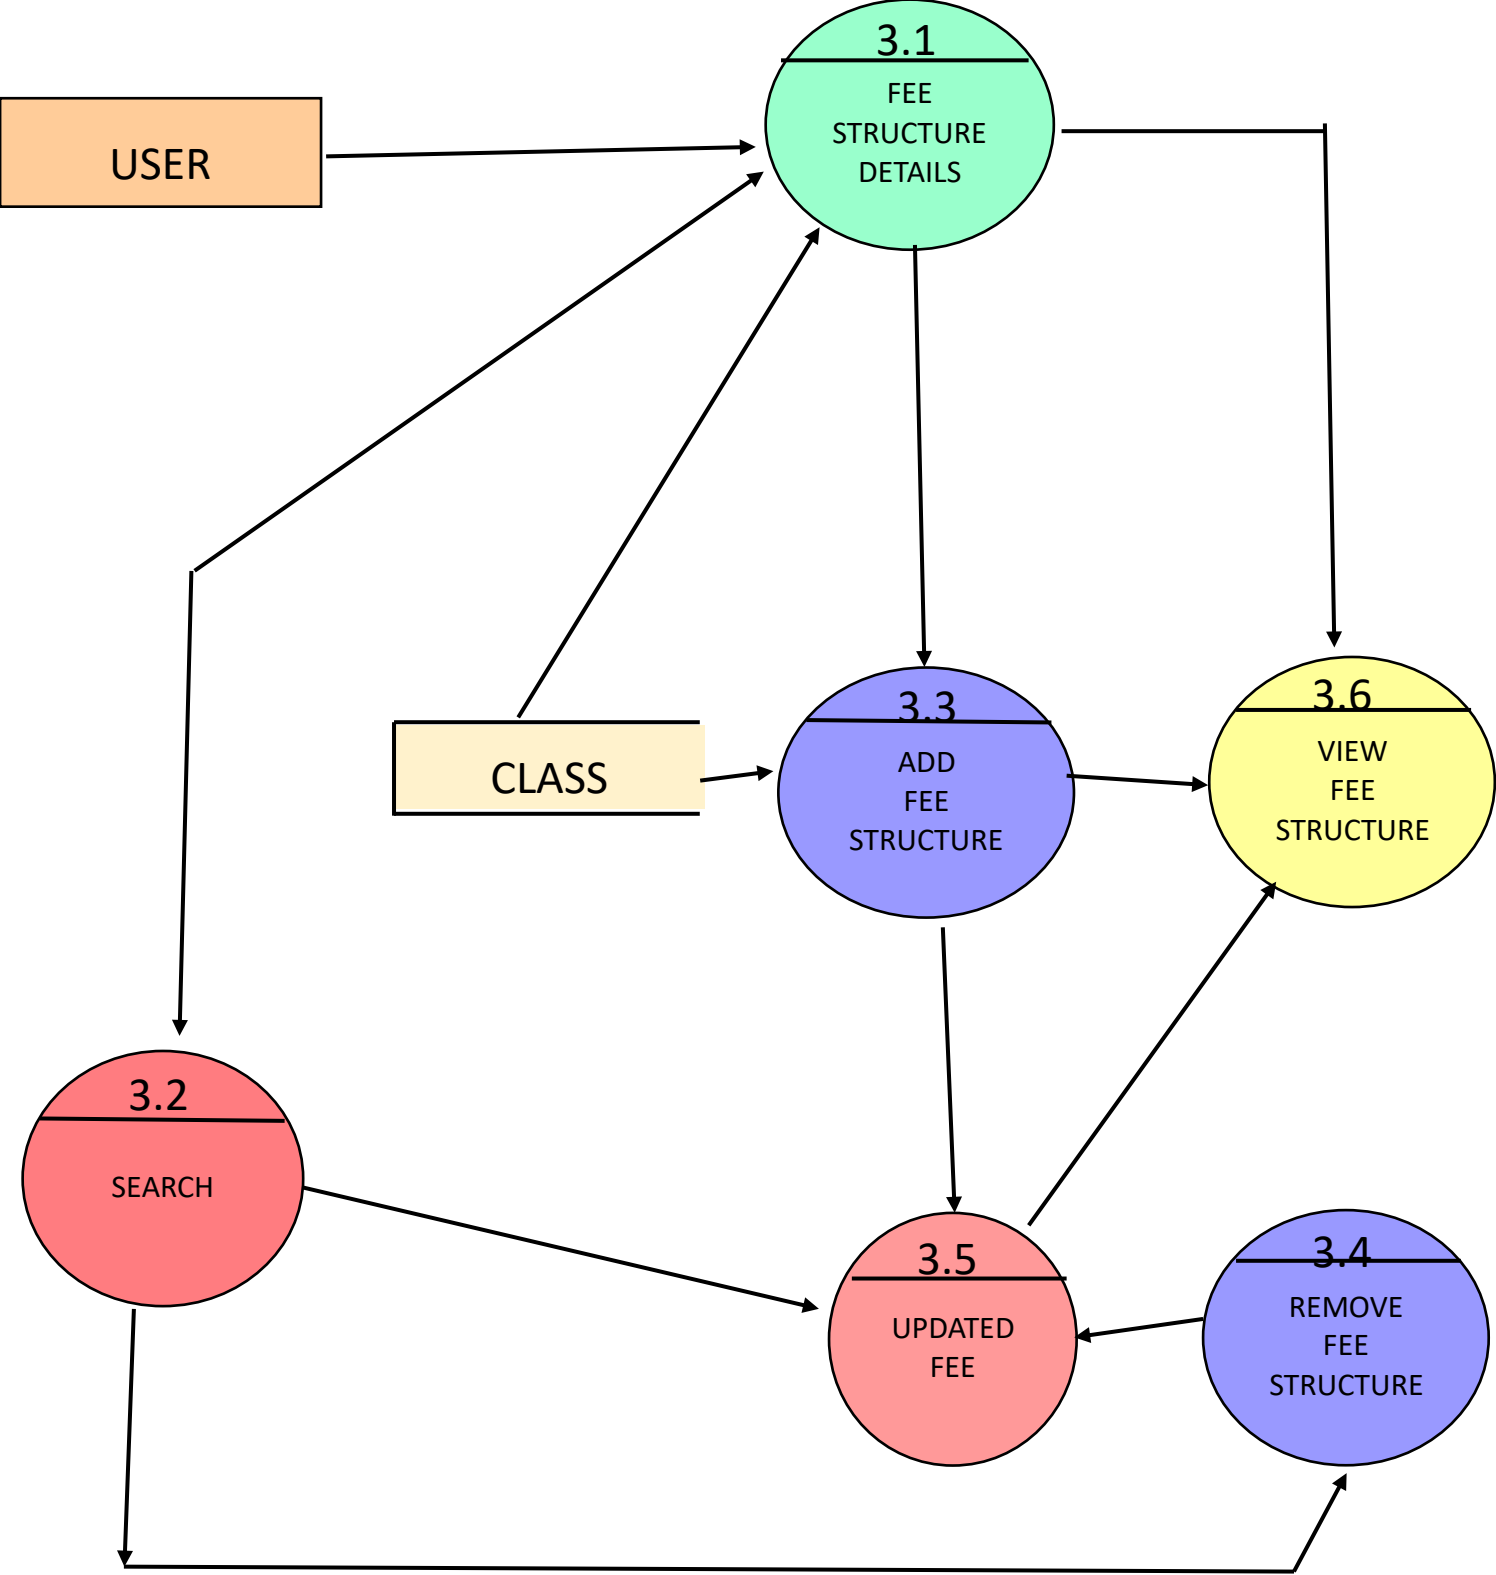 3.1
FEE
STRUCTURE
DETAILS
USER
3.3
ADD
FEE
STRUCTURE
3.6
VIEW
FEE
STRUCTURE
CLASS
3.2
SEARCH
3.5
UPDATED
FEE
3.4
REMOVE
FEE
STRUCTURE